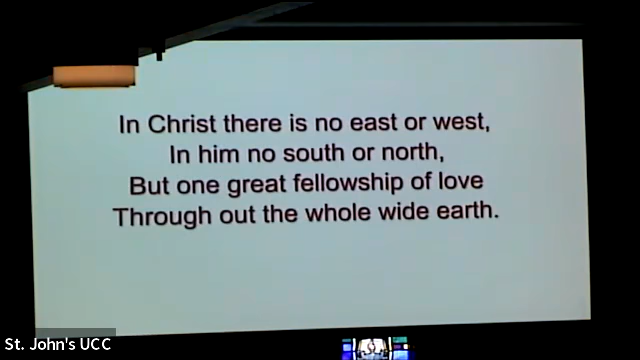 In Christ there is no east or west,
In him no south or north,
But one great fellowship of love
Through out the whole wide earth.
St. John's UCC